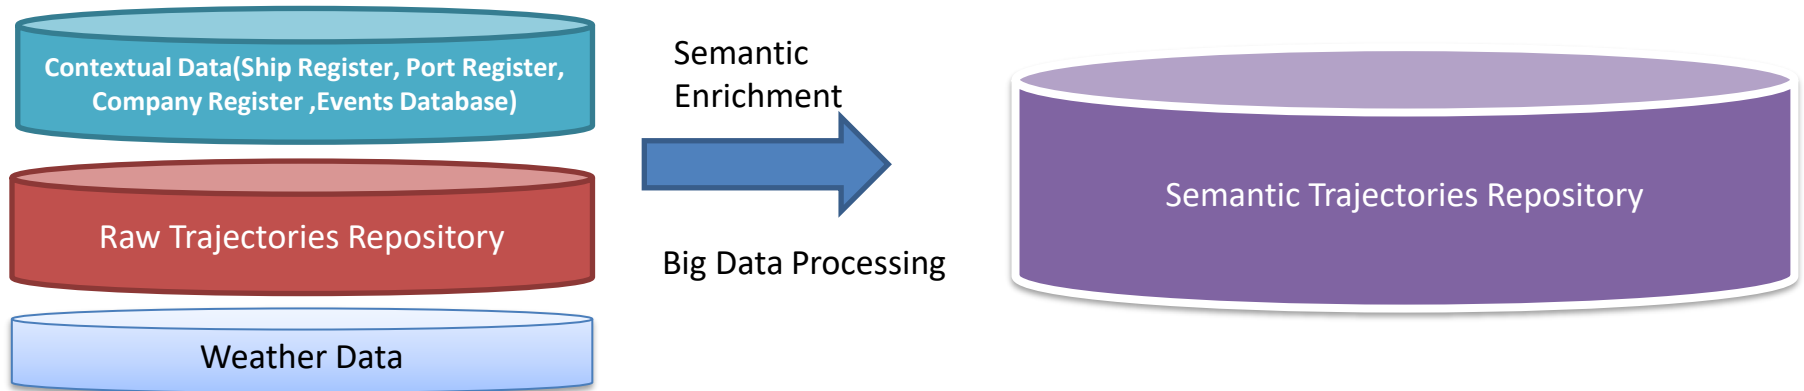 Contextual Data(Ship Register, Port Register,
Company Register ,Events Database)
Raw Trajectories Repository
Weather Data
Semantic
Enrichment
Big Data Processing
Semantic Trajectories Repository